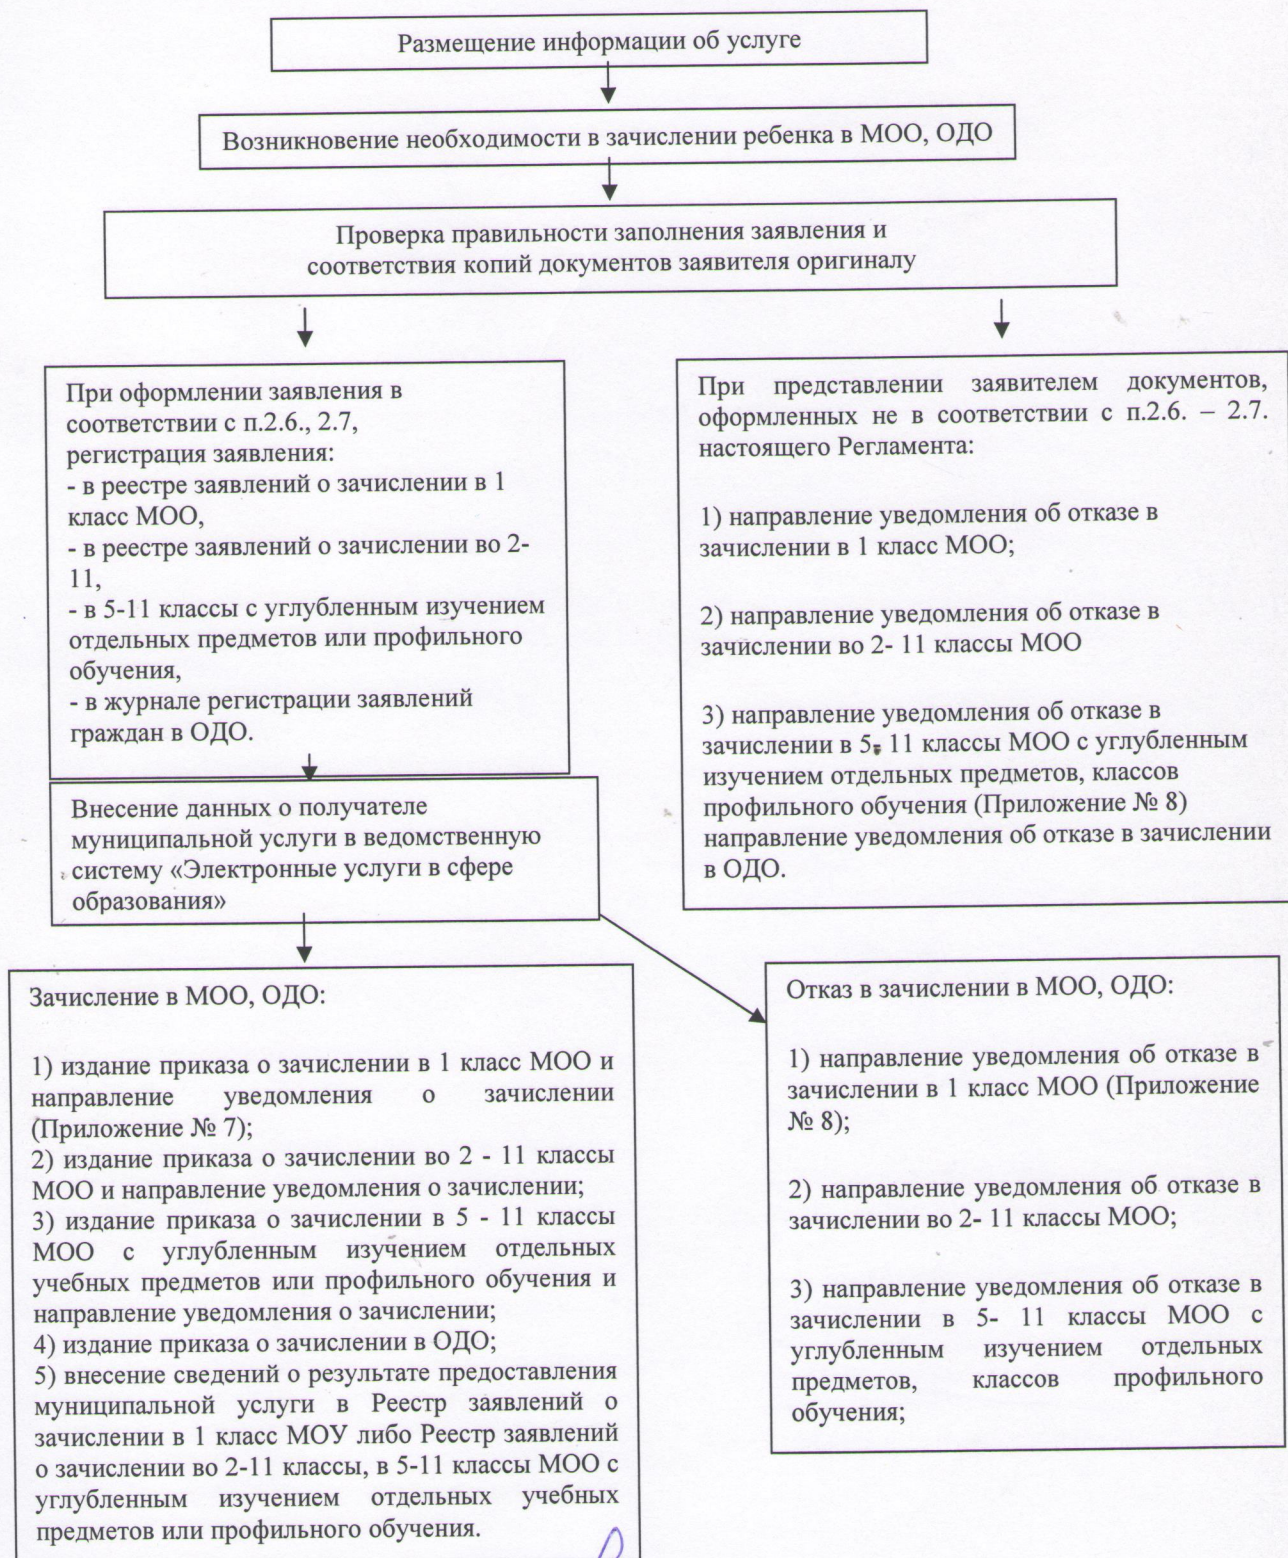 Размещение информации об услуге
Возникновение необходимости в зачислении ребенка в МОО, ОДО
Проверка правильности заполнения заявления и
соответствия копий документов заявителя оригиналу
При оформлении заявления в
соответствии с п.2.6., 2.7,
регистрация заявления:
- в реестре заявлений о зачислении в 1
класс МОО,
- в реестре заявлений о зачислении во 2-
11,
- в 5-11 классы с углубленным изучением
отдельных предметов или профильного
обучения,
- в журнале регистрации заявлений
граждан в ОДО.
При представлении заявителем документов,
оформленных не в соответствии с п.2.6. – 2.7.
настоящего Регламента:
1) направление уведомления об отказе в
зачислении в 1 класс МОО;
2) направление уведомления об отказе в
зачислении во 2- 11 классы МОО
3) направление уведомления об отказе в
зачислении в 5- 11 классы МОО с углубленным
изучением отдельных предметов, классов
профильного обучения (Приложение № 8)
направление уведомления об отказе в зачислении
в ОДО.
Внесение данных о получателе
муниципальной услуги в ведомственную
систему «Электронные услуги в сфере
образования»
Зачисление в МОО, ОДО:
1) издание приказа о зачислении в 1 класс МОО и
направление уведомления о зачислении
(Приложение № 7);
2) издание приказа о зачислении во 2 - 11 классы
МОО и направление уведомления о зачислении;
3) издание приказа о зачислении в 5 - 11 классы
МОО с углубленным изучением отдельных
учебных предметов или профильного обучения и
направление уведомления о зачислении;
4) издание приказа о зачислении в ОДО;
5) внесение сведений о результате предоставления
муниципальной услуги в Реестр заявлений о
зачислении в 1 класс МОУ либо Реестр заявлений
о зачислении во 2-11 классы, в 5-11 классы МОО с
углубленным изучением отдельных учебных
предметов или профильного обучения.
Отказ в зачислении в МОО, ОДО:
1) направление уведомления об отказе в
зачислении в 1 класс МОО (Приложение
№ 8);
2) направление уведомления об отказе в
зачислении во 2- 11 классы МОО;
3) направление уведомления об отказе в
зачислении в 5- 11 классы МОО с
углубленным изучением отдельных
предметов, классов профильного
обучения;